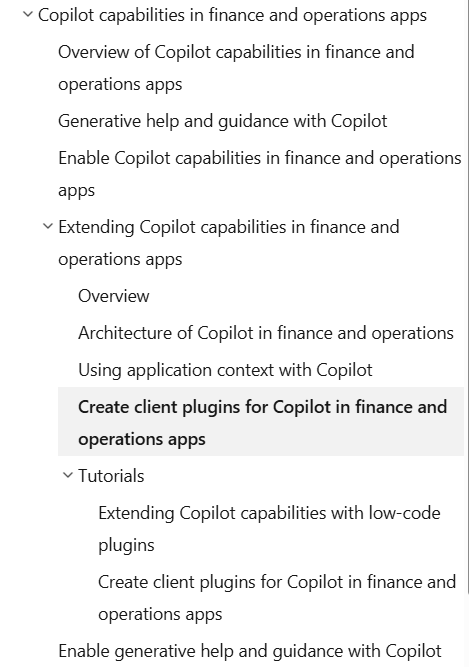 Copilot capabilities in finance and operations apps
Overview of Copilot capabilities in finance and
operations apps
Generative help and guidance with Copilot
Enable Copilot capabilities in finance and operations
apps
Extending Copilot capabilities in finance and
operations apps
Overview
Architecture of Copilot in finance and operations
Using application context with Copilot
Create client plugins for Copilot in finance and
operations apps
Tutorials
Extending Copilot capabilities with low-code
plugins
Create client plugins for Copilot in finance and
operations apps
Enable generative help and guidance with Copilot